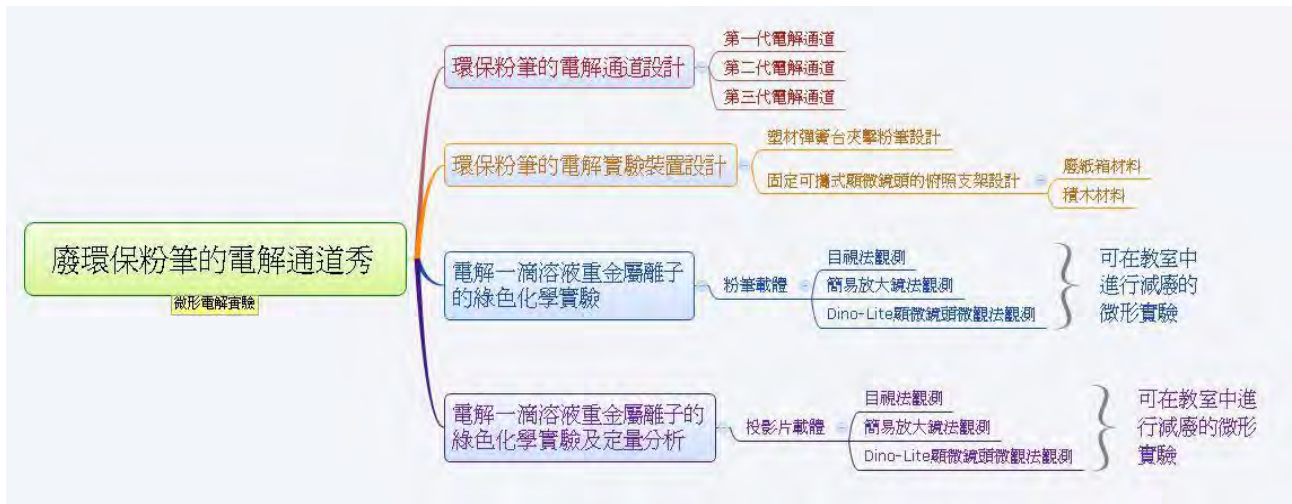 環保粉筆的電解通道設計
第一代電解通道
第二代電解通道
第三代電解通道
環保粉筆的電解實驗裝置設計
塑材彈簧台夾擊粉筆設計
固定可攜式顯微鏡頭的俯照支架設計
廢紙箱材料
積木材料
廢環保粉筆的電解通道秀
微形電解實驗
電解一滴溶液重金屬離子
的綠色化學實驗
粉筆載體
目視法觀測
簡易放大鏡法觀測
Dino-Lite顯微鏡頭微觀法觀測
可在教室中
進行減廢的
微形實驗
電解一滴溶液重金屬離子的
綠色化學實驗及定量分析
投影片載體
目視法觀測
簡易放大鏡法觀測
Dino-Lite顯微鏡頭微觀法觀測
可在教室中進
行減廢的微形
實驗